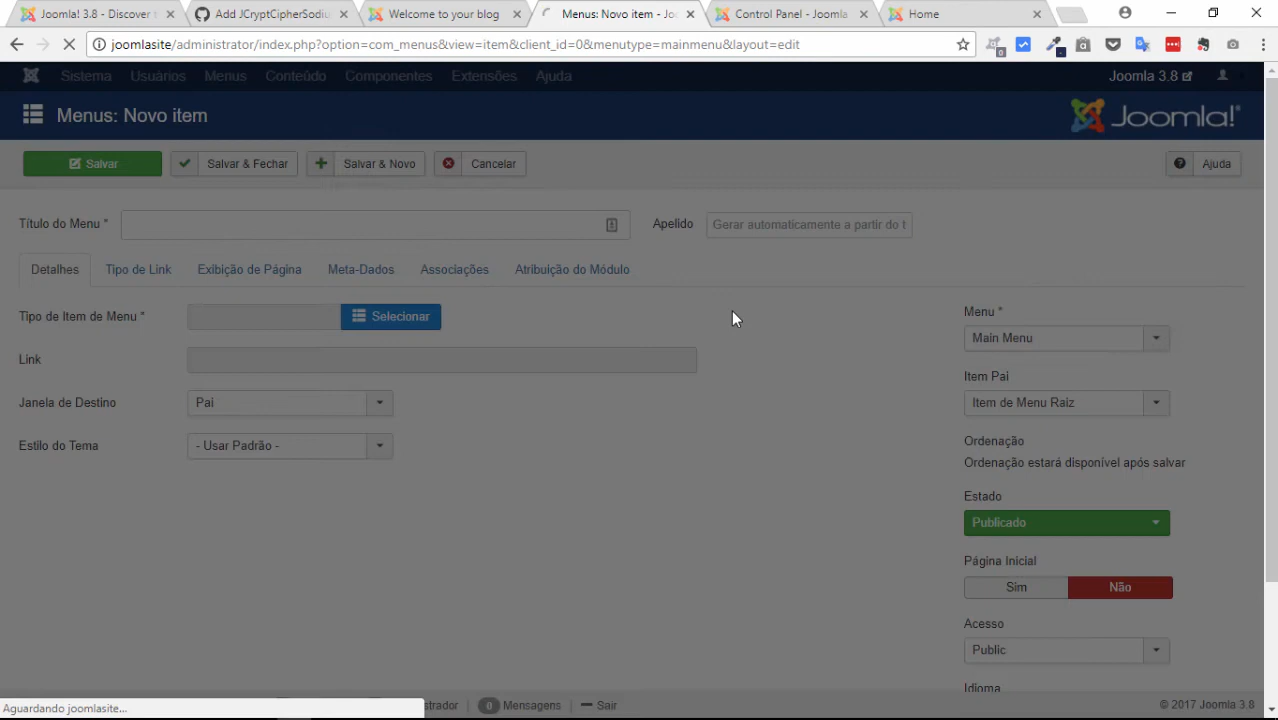 Joomla! 3.8 - Discover t
Add JCryptCipherSodiu
Welcome to your blog
Menus: Novo item - Joo
Control Panel - Joomla
Home
joomlasite/administrator/index.php?option=com_menus&view=item&client_id=0&menutype=mainmenu&layout=edit
0
Sistema Usuários Menus Conteúdo Componentes Extensões Ajuda
Joomla 3.8
Menus: Novo item
Joomla!®
Salvar
Salvar & Fechar
Salvar & Novo
Cancelar
Ajuda
Título do Menu *
Apelido
Gerar automaticamente a partir do t
Detalhes
Tipo de Link
Exibição de Página
Meta-Dados
Associações
Atribuição do Módulo
Tipo de Item de Menu *
Selecionar
Link
Janela de Destino
Pai
Estilo do Tema
- Usar Padrão -
Menu *
Main Menu
Item Pai
Item de Menu Raiz
Ordenação
Ordenação estará disponível após salvar
Estado
Publicado
Página Inicial
Sim
Não
Acesso
Public
Idioma
Aguardando joomlasite...
strador
0 Mensagens
Sair
© 2017 Joomla 3.8